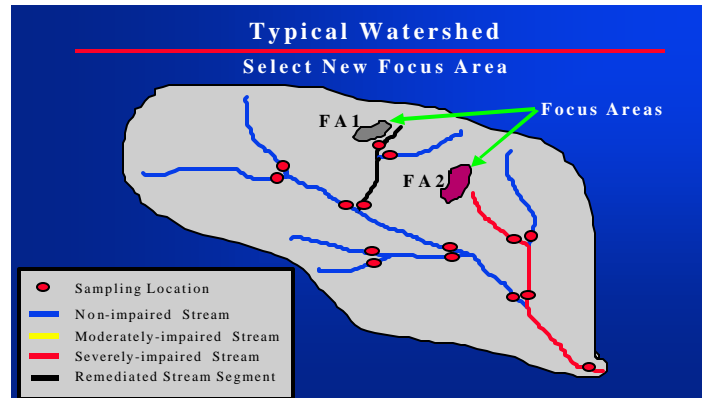 Typical Watershed
Select New Focus Area
Focus Areas
FA1
FA2
Sampling Location
Non-impaired Stream
Moderately-impaired Stream
Severely-impaired Stream
Remediated Stream Segment